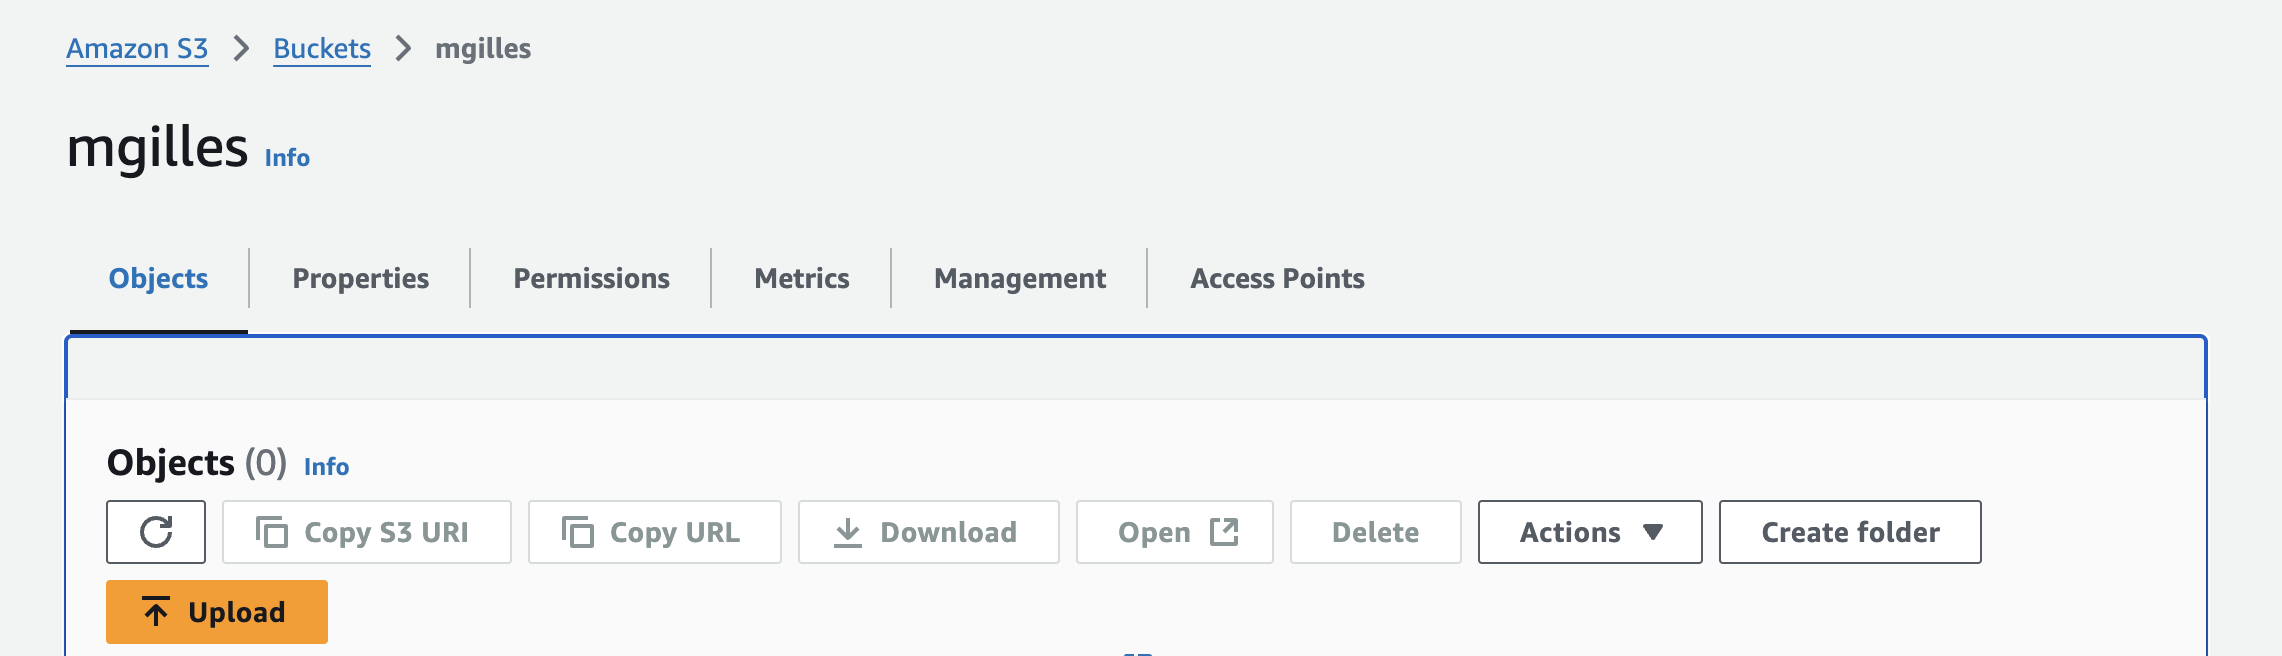 Amazon S3 > Buckets > mgilles
mgilles Info
Objects Properties Permissions Metrics Management Access Points
Objects (0) Info
Copy S3 URI Copy URL Download Open Delete Actions Create folder
Upload